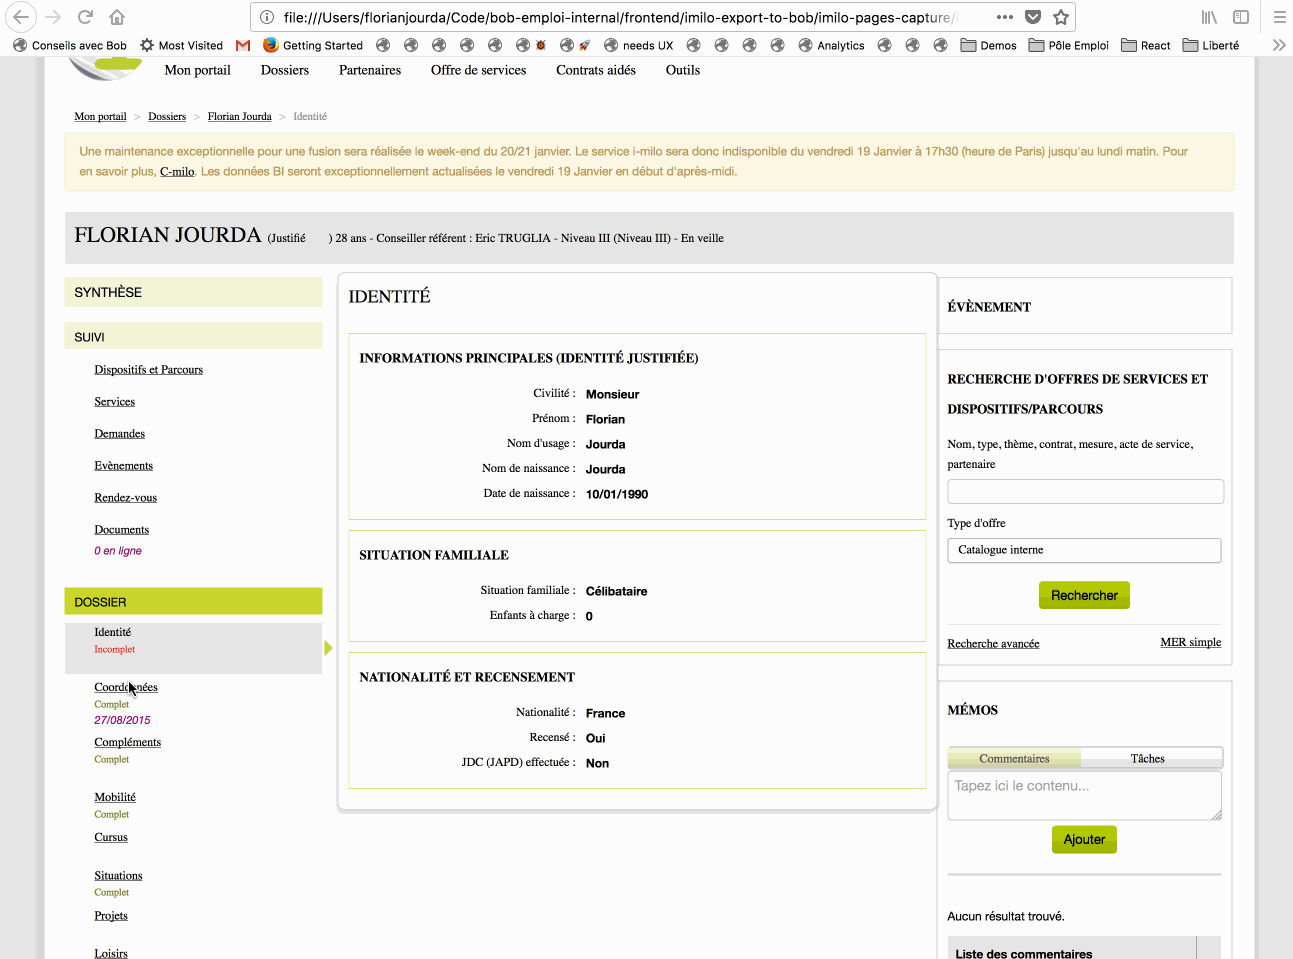 file:///Users/florianjourda/Code/bob-emploi-internal/frontend/imilo-export-to-bob/imilo-pages-capture/
Conseils avec Bob Most Visited Getting Started needs UX Analytics Demos Pôle Emploi React Liberté
Mon portail Dossiers Partenaires Offre de services Contrats aidés Outils
Mon portail > Dossiers > Florian Jourda > Identité
Une maintenance exceptionnelle pour une fusion sera réalisée le week-end du 20/21 janvier. Le service i-milo sera donc indisponible du vendredi 19 Janvier à 17h30 (heure de Paris) jusqu'au lundi matin. Pour
en savoir plus, C-milo. Les données BI seront exceptionnellement actualisées le vendredi 19 Janvier en début d'après-midi.
FLORIAN JOURDA (Justifié ) 28 ans - Conseiller référent : Eric TRUGLIA - Niveau III (Niveau III) - En veille
SYNTHÈSE
SUIVI
Dispositifs et Parcours
Services
Demandes
Evènements
Rendez-vous
Documents
0 en ligne
DOSSIER
Identité
Incomplet
Coordonnées
Complet
27/08/2015
Compléments
Complet
Mobilité
Complet
Cursus
Situations
Complet
Projets
Loisirs
IDENTITÉ
INFORMATIONS PRINCIPALES (IDENTITÉ JUSTIFIÉE)
Civilité : Monsieur
Prénom : Florian
Nom d'usage : Jourda
Nom de naissance : Jourda
Date de naissance : 10/01/1990
SITUATION FAMILIALE
Situation familiale : Célibataire
Enfants à charge : 0
NATIONALITÉ ET RECENSEMENT
Nationalité : France
Recensé : Oui
JDC (JAPD) effectuée : Non
ÉVÈNEMENT
RECHERCHE D'OFFRES DE SERVICES ET
DISPOSITIFS/PARCOURS
Nom, type, thème, contrat, mesure, acte de service,
partenaire
Type d'offre
Catalogue interne
Rechercher
Recherche avancée MER simple
MÉMOS
Commentaires Tâches
Tapez ici le contenu...
Ajouter
Aucun résultat trouvé.
Liste des commentaires